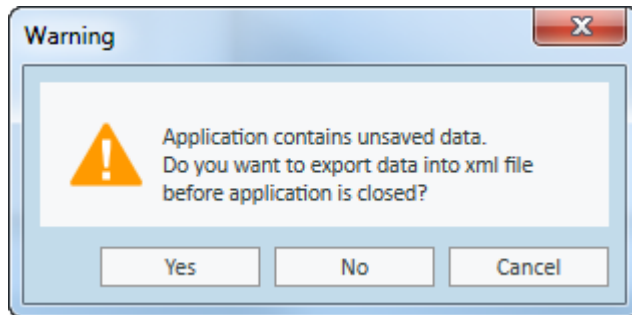 Warning
Application contains unsaved data.
Do you want to export data into xml file
before application is closed?
Yes No Cancel